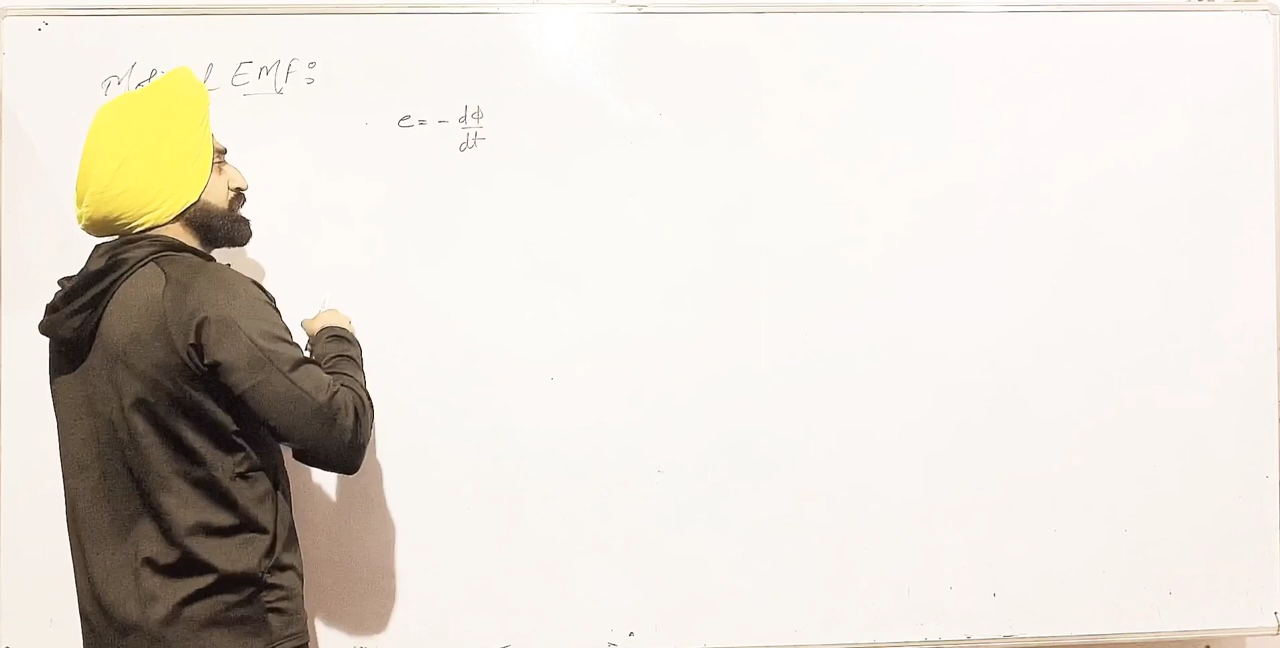 EMF:
e = - dφ/dt